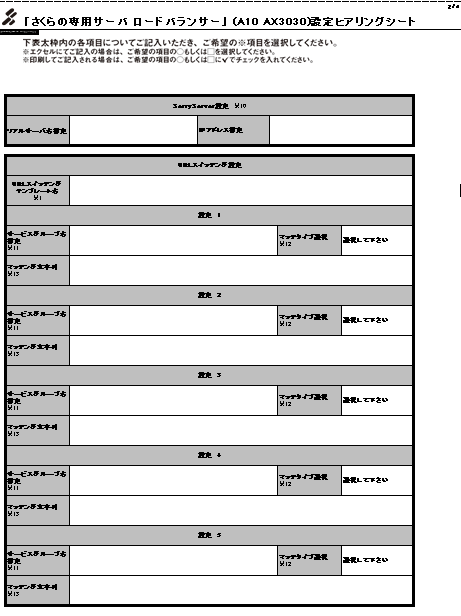 2/4
「さくらの専用サーバ ロードバランサー」（A10 AX3030)設定ヒアリングシート
下表太枠内の各項目についてご記入いただき、ご希望の※項目を選択してください。
※エクセルにてご記入の場合は、ご希望の項目の○もしくは□を選択してください。
※印刷してご記入される場合は、ご希望の項目の○もしくは□に✓でチェックを入れてください。
SorryServer設定 ※10
リアルサーバ名設定
IPアドレス設定
URLスイッチング設定
URLスイッチング
テンプレート名
設定 1
サービスグループ名
設定
※11
マッチタイプ選択
※12
選択して下さい
マッチング文字列
※13
設定 2
サービスグループ名
設定
※11
マッチタイプ選択
※12
選択して下さい
マッチング文字列
※13
設定 3
サービスグループ名
設定
※11
マッチタイプ選択
※12
選択して下さい
マッチング文字列
※13
設定 4
サービスグループ名
設定
※11
マッチタイプ選択
※12
選択して下さい
マッチング文字列
※13
設定 5
サービスグループ名
設定
※11
マッチタイプ選択
※12
選択して下さい
マッチング文字列
※13